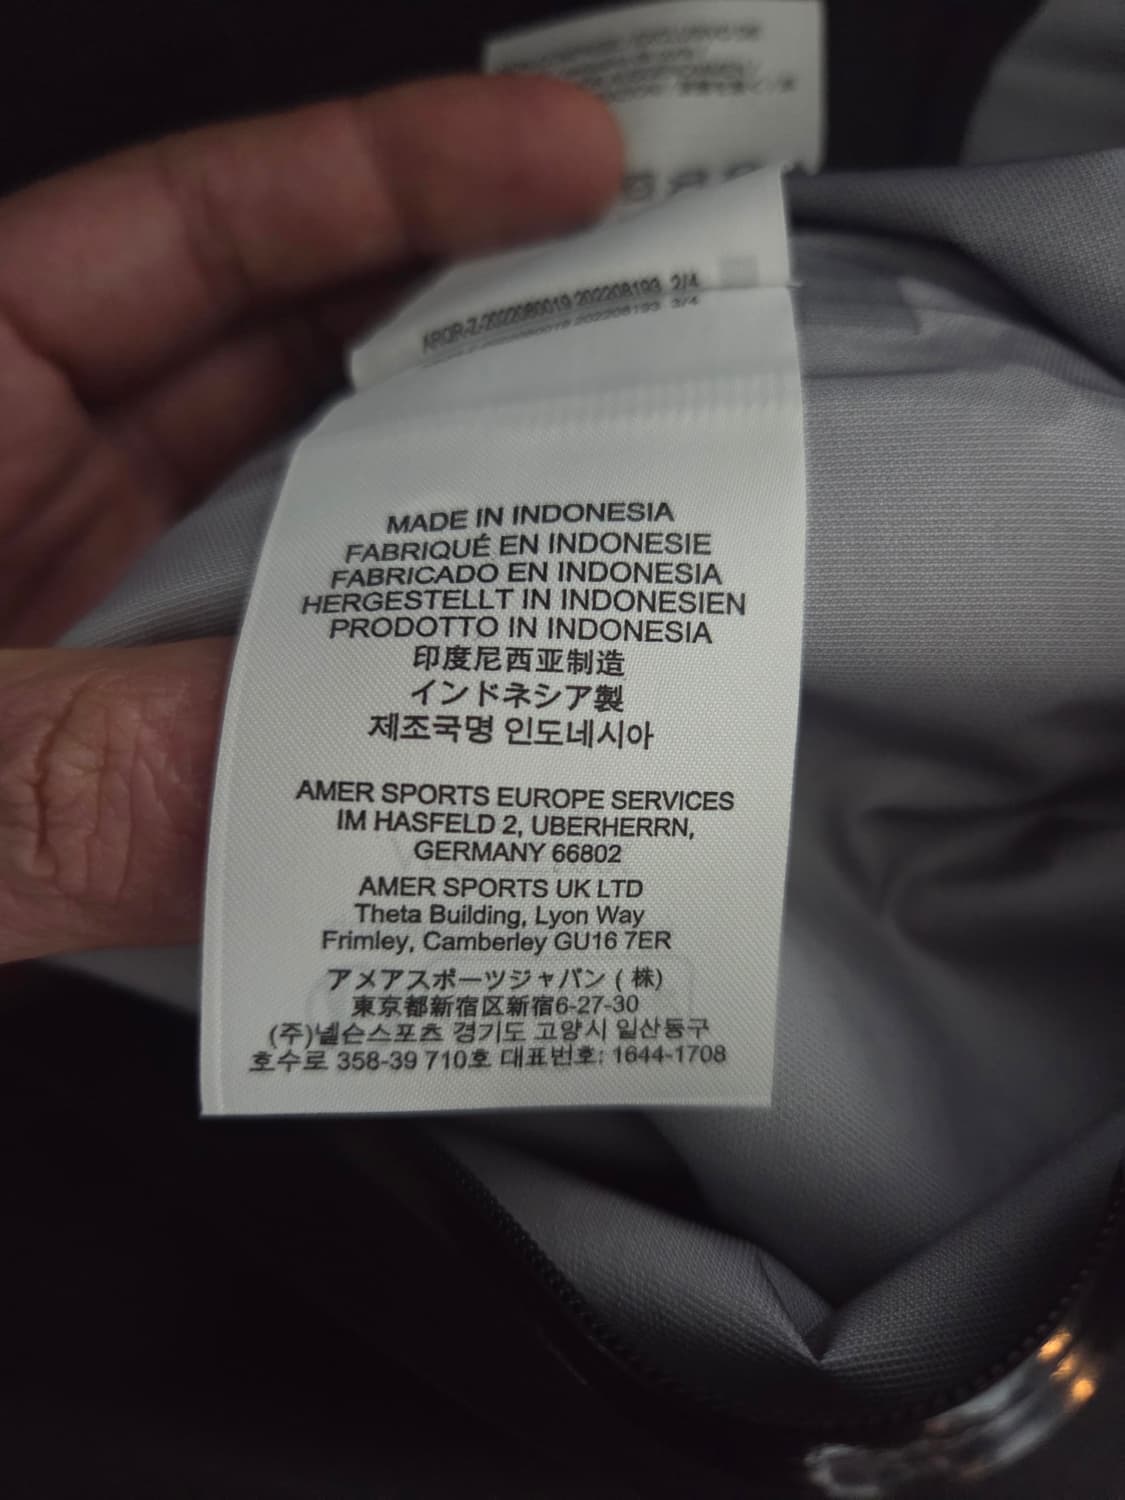 202208193 2/4
202208193 3/4
MADE IN INDONESIA
FABRIQUÉ EN INDONESIE
FABRICADO EN INDONESIA
HERGESTELLT IN INDONESIEN
PRODOTTO IN INDONESIA
印度尼西亚制造
インドネシア製
제조국명 인도네시아
AMER SPORTS EUROPE SERVICES
IM HASFELD 2, UBERHERRN,
GERMANY 66802
AMER SPORTS UK LTD
Theta Building, Lyon Way
Frimley, Camberley GU16 7ER
アメアスポーツジャパン ( 株)
東京都新宿区新宿6-27-30
(주)넬슨스포츠 경기도 고양시 일산동구
호수로 358-39 710호 대표번호: 1644-1708